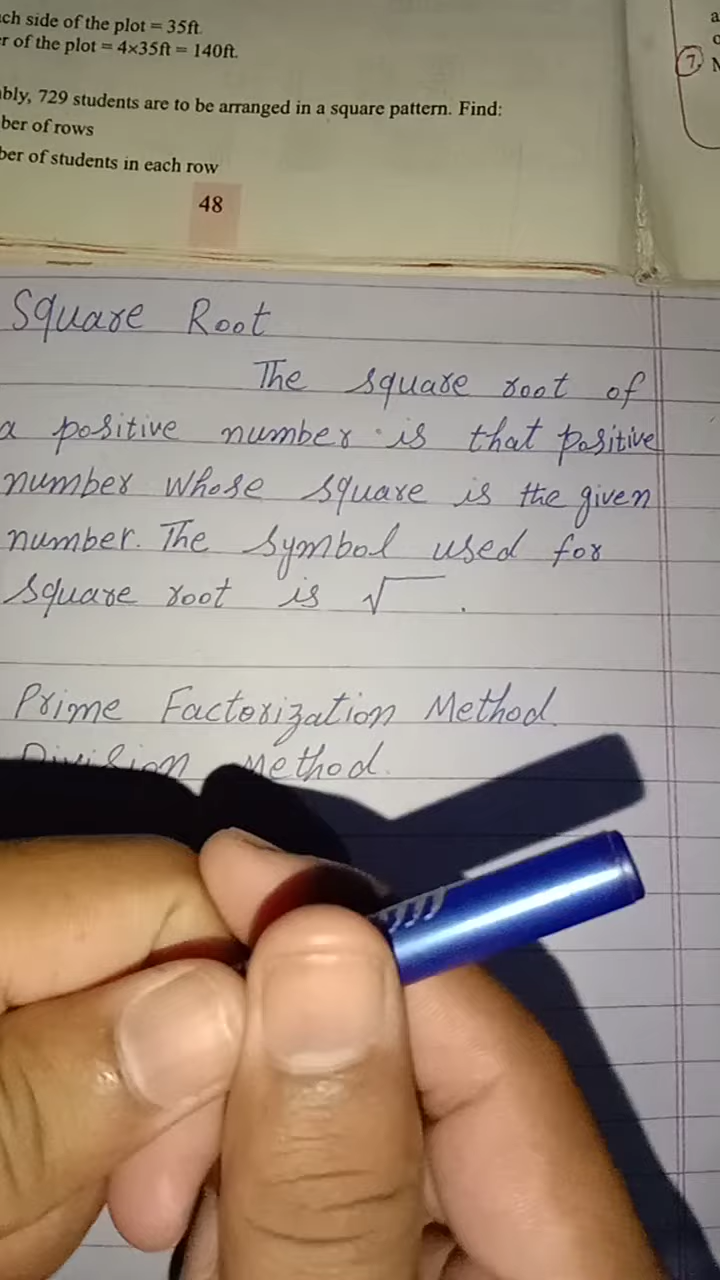 ch side of the plot = 35ft.
r of the plot = 4×35ft = 140ft.
bly, 729 students are to be arranged in a square pattern. Find:
ber of rows
ber of students in each row
48
7
Square Root
The square root of
a positive number is that positive
number whose square is the given
number. The symbol used for
square root is √ .
Prime Factorization Method.
Division Method.